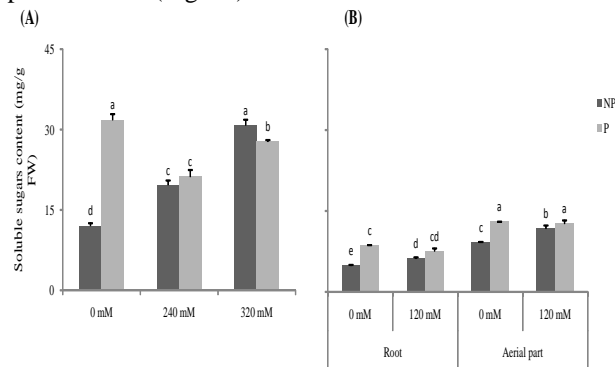 (A) (B)
45
30
15
0
Soluble sugars content (mg/g
FW)
d a c c a b
0 mM 240 mM 320 mM
e c d cd c a b a
0 mM 120 mM 0 mM 120 mM
Root Aerial part
NP
P